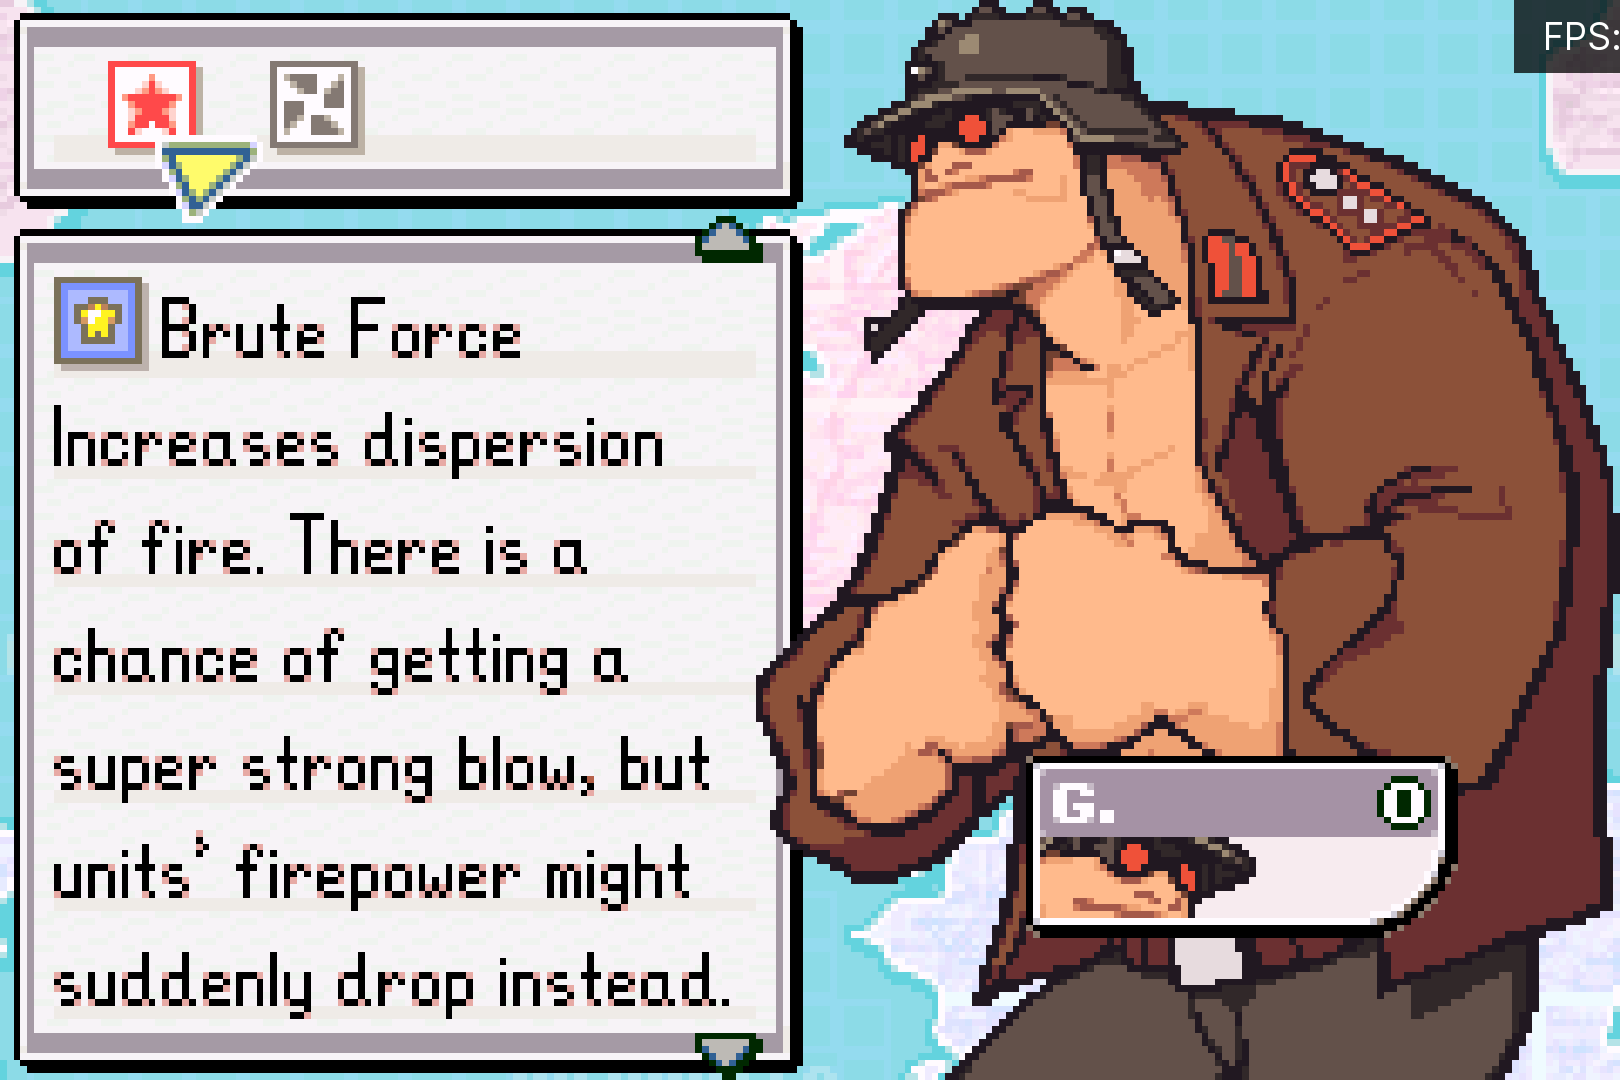 FPS:
Brute Force
Increases dispersion
of fire. There is a
chance of getting a
super strong blow, but
units' firepower might
suddenly drop instead.
G.
0